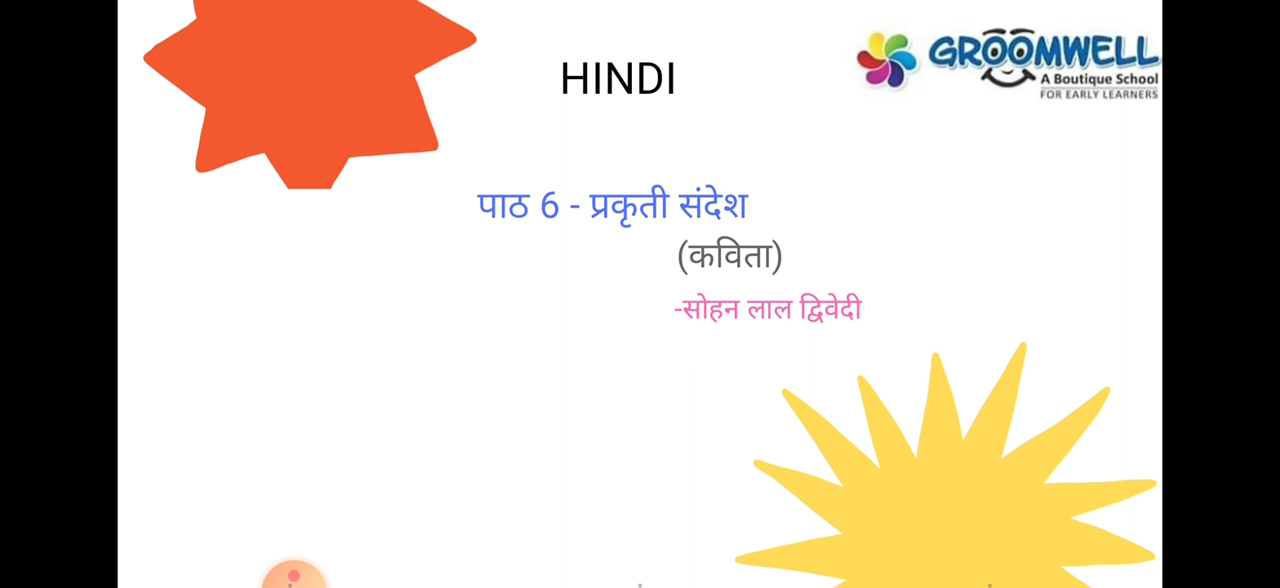 HINDI
GROOMWELL
A Boutique School
FOR EARLY LEARNERS
पाठ 6 - प्रकृती संदेश
(कविता)
-सोहन लाल द्विवेदी